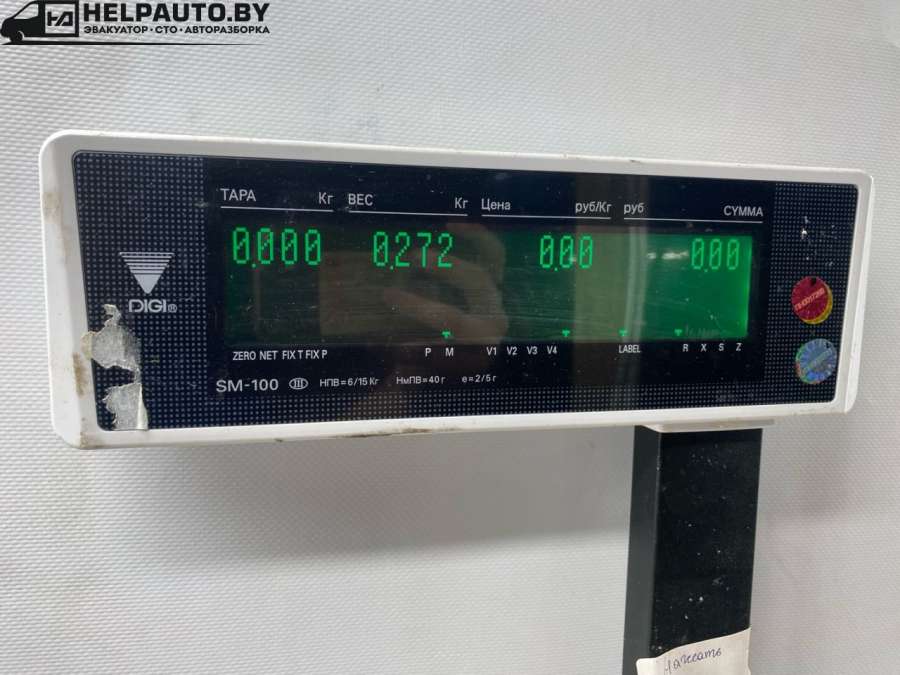 HELPAUTO.BY
ЭВАКУАТОР · СТО · АВТОРАЗБОРКА
ТАРА Кг ВЕС Кг Цена руб/Кг руб СУММА
0.000 0.272 0.00 0.00
DIGI®
ZERO NET FIX T FIX P P M V1 V2 V3 V4 LABEL R X S Z
SM-100 III НПВ=6/15 Кг НмПВ=40 г e=2/5 г